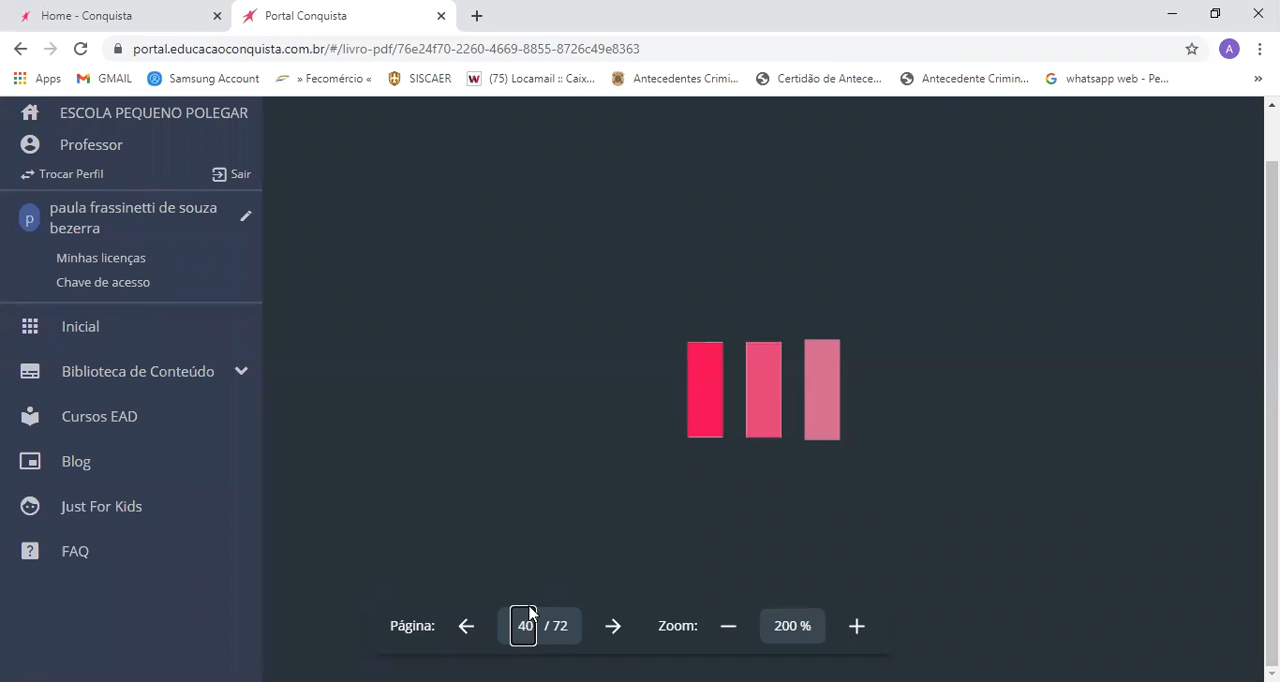 Home - Conquista
Portal Conquista
portal.educacaoconquista.com.br/#/livro-pdf/76e24f70-2260-4669-8855-8726c49e8363
A
Apps
GMAIL
Samsung Account
» Fecomércio «
SISCAER
(75) Locamail :: Caix...
Antecedentes Crimi...
Certidão de Antece...
Antecedente Crimin...
whatsapp web - Pe...
»
ESCOLA PEQUENO POLEGAR
Professor
Trocar Perfil
Sair
p
paula frassinetti de souza
bezerra
Minhas licenças
Chave de acesso
Inicial
Biblioteca de Conteúdo
Cursos EAD
Blog
Just For Kids
FAQ
Página:
40 / 72
Zoom:
200 %